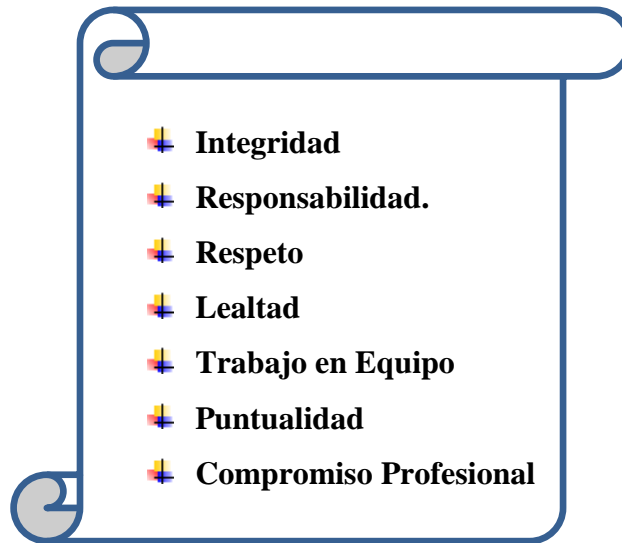 Integridad
Responsabilidad.
Respeto
Lealtad
Trabajo en Equipo
Puntualidad
Compromiso Profesional